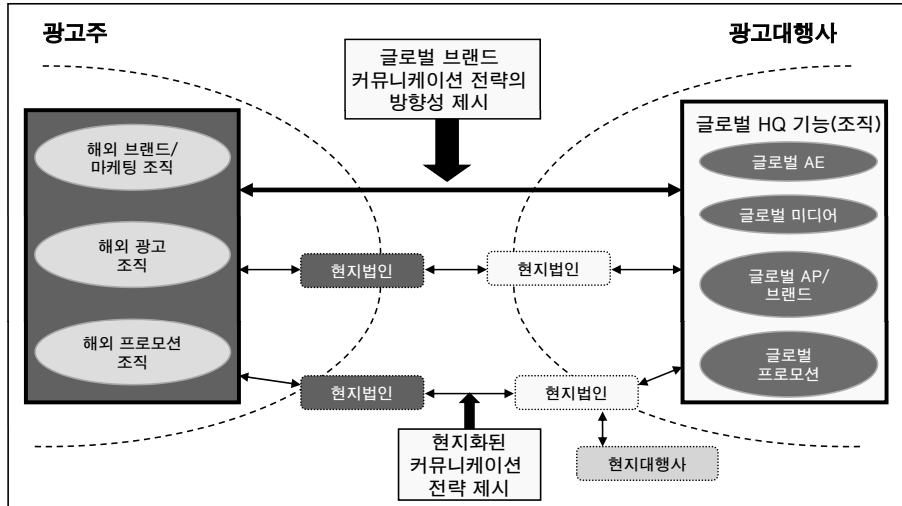 광고주
광고대행사
글로벌 브랜드
커뮤니케이션 전략의
방향성 제시
글로벌 HQ 기능(조직)
해외 브랜드/
마케팅 조직
글로벌 AE
글로벌 미디어
해외 광고
조직
현지법인
현지법인
글로벌 AP/
브랜드
해외 프로모션
조직
현지법인
현지법인
글로벌
프로모션
현지화된
커뮤니케이션
전략 제시
현지대행사